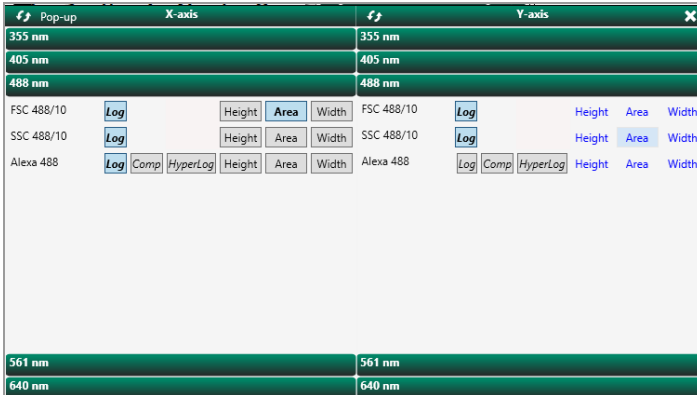 Pop-up X-axis Y-axis
355 nm 355 nm
405 nm 405 nm
488 nm 488 nm
FSC 488/10 Log Height Area Width FSC 488/10 Log Height Area Width
SSC 488/10 Log Height Area Width SSC 488/10 Log Height Area Width
Alexa 488 Log Comp HyperLog Height Area Width Alexa 488 Log Comp HyperLog Height Area Width
561 nm 561 nm
640 nm 640 nm